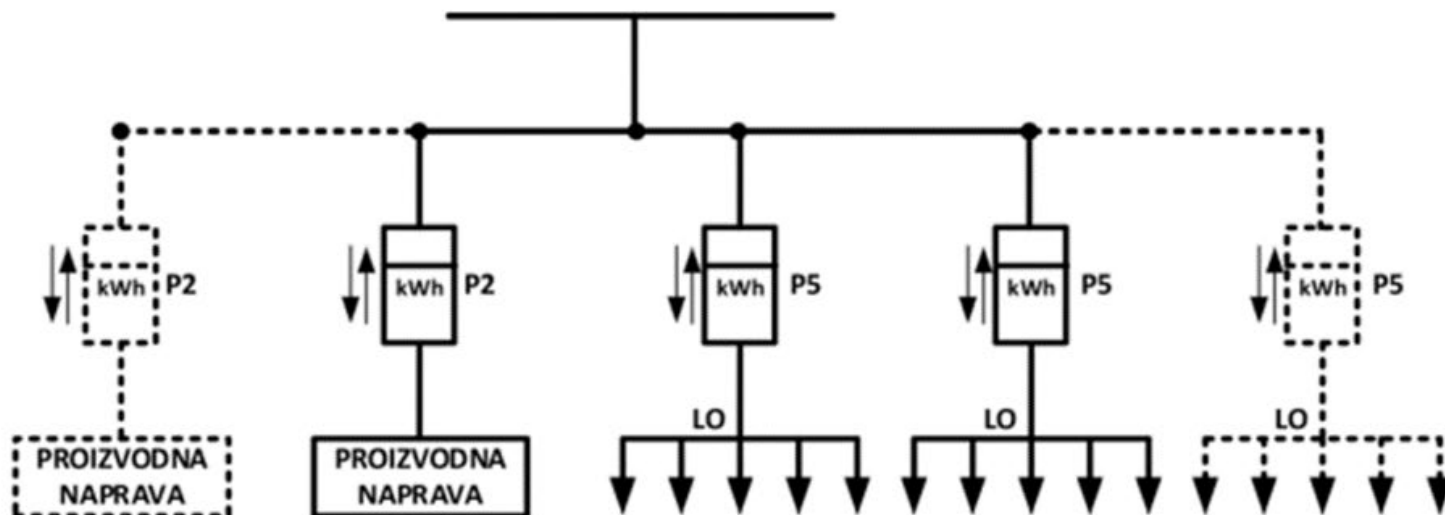 kWh P2
kWh P2
kWh P5
kWh P5
kWh P5
LO
LO
LO
PROIZVODNA
NAPRAVA
PROIZVODNA
NAPRAVA